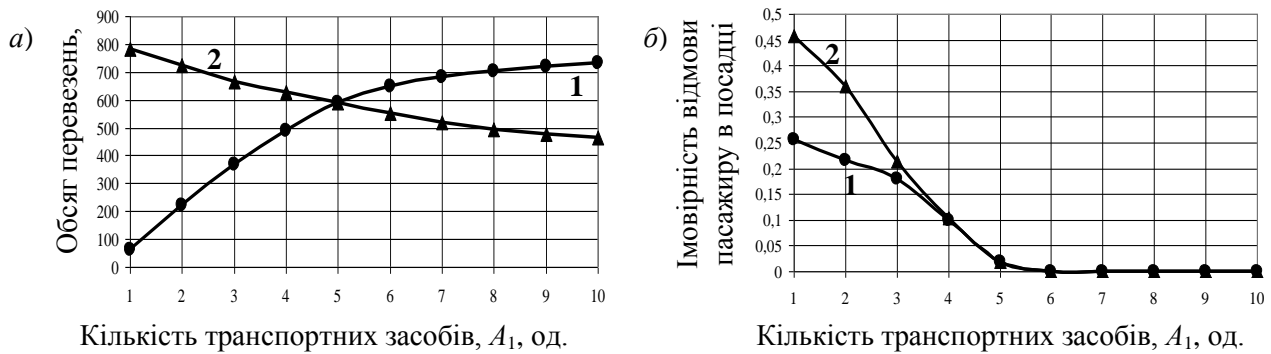 а)
Обсяг перевезень,
900
800
700
600
500
400
300
200
100
0
2
1
1 2 3 4 5 6 7 8 9 10
Кількість транспортних засобів, A1, од.
б)
Імовірність відмови
пасажиру в посадці
0,5
0,45
0,4
0,35
0,3
0,25
0,2
0,15
0,1
0,05
0
2
1
1 2 3 4 5 6 7 8 9 10
Кількість транспортних засобів, A1, од.